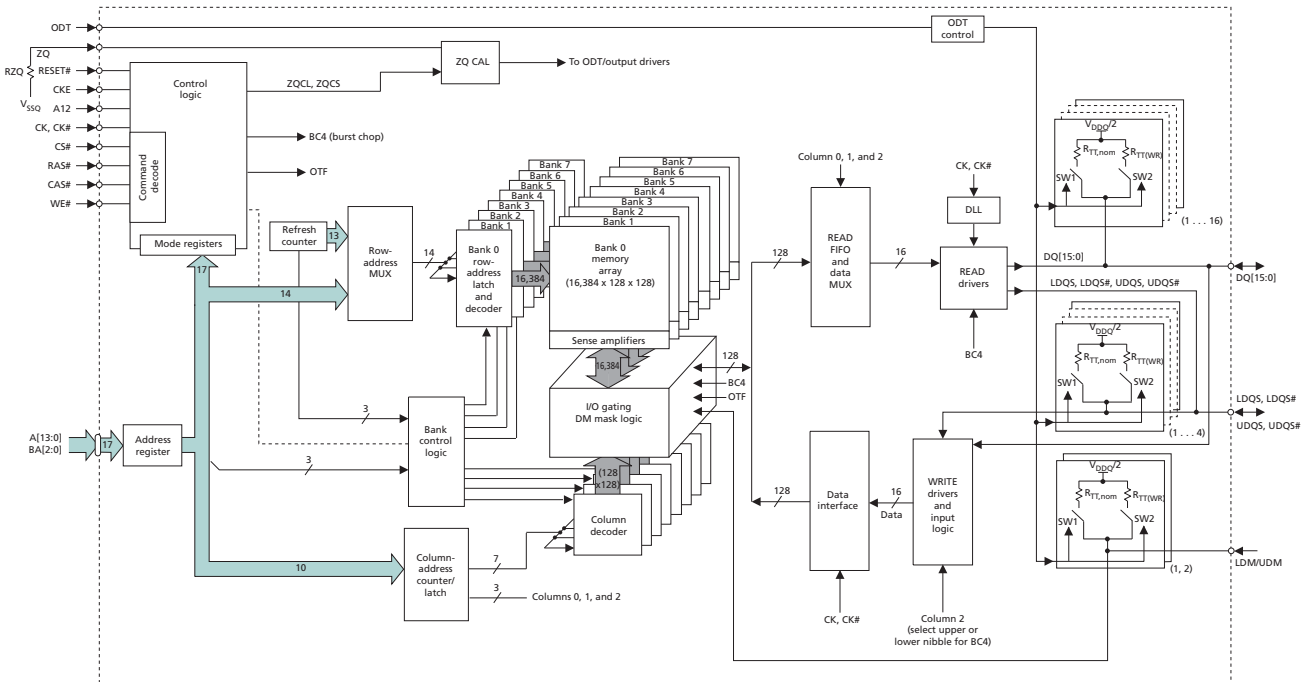 ODT
ODT
control
ZQ
RZQ
VSSQ
RESET#
CKE
A12
CK, CK#
CS#
RAS#
CAS#
WE#
Control
logic
Command
decode
Mode registers
ZQ CAL
To ODT/output drivers
ZQCL, ZQCS
BC4 (burst chop)
OTF
Refresh
counter
13
Row-
address
MUX
14
17
14
Bank 7
Bank 6
Bank 5
Bank 4
Bank 3
Bank 2
Bank 1
Bank 0
row-
address
latch
and
decoder
16,384
Bank 7
Bank 6
Bank 5
Bank 4
Bank 3
Bank 2
Bank 1
Bank 0
memory
array
(16,384 x 128 x 128)
Sense amplifiers
16,384
I/O gating
DM mask logic
128
BC4
OTF
(128
x128)
Column
decoder
3
3
Bank
control
logic
A[13:0]
BA[2:0]
17
Address
register
10
Column-
address
counter/
latch
7
3
Columns 0, 1, and 2
Column 0, 1, and 2
128
READ
FIFO
and
data
MUX
16
CK, CK#
DLL
READ
drivers
BC4
DQ[15:0]
LDQS, LDQS#, UDQS, UDQS#
128
Data
interface
CK, CK#
16
Data
WRITE
drivers
and
input
logic
Column 2
(select upper or
lower nibble for BC4)
VDDQ/2
RTT,nom
RTT(WR)
SW1
SW2
(1 . . . 16)
DQ[15:0]
VDDQ/2
RTT,nom
RTT(WR)
SW1
SW2
(1 . . . 4)
LDQS, LDQS#
UDQS, UDQS#
VDDQ/2
RTT,nom
RTT(WR)
SW1
SW2
(1, 2)
LDM/UDM